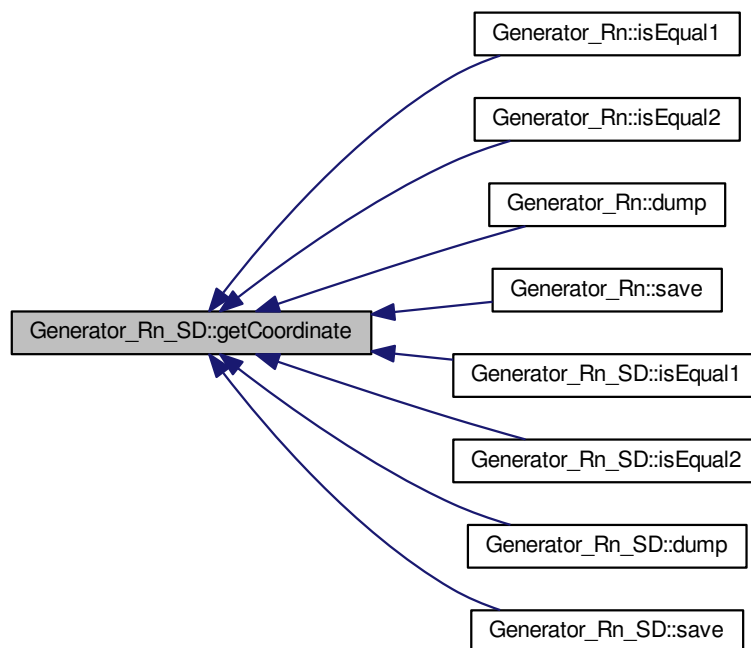 Generator_Rn::isEqual1
Generator_Rn::isEqual2
Generator_Rn::dump
Generator_Rn::save
Generator_Rn_SD::getCoordinate
Generator_Rn_SD::isEqual1
Generator_Rn_SD::isEqual2
Generator_Rn_SD::dump
Generator_Rn_SD::save